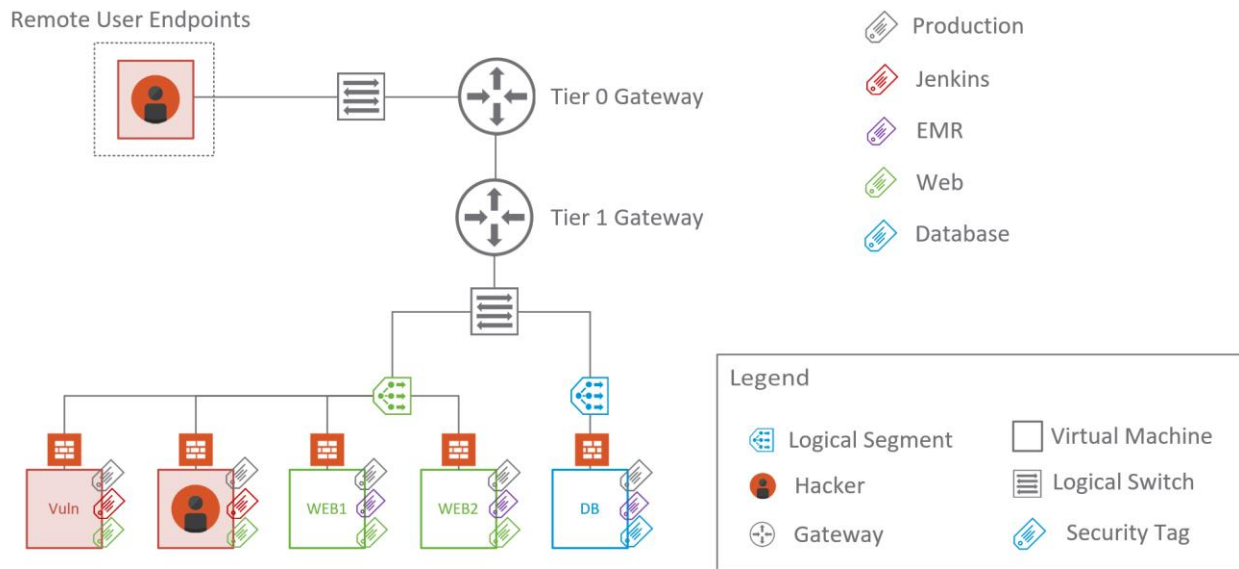 Remote User Endpoints
Tier 0 Gateway
Tier 1 Gateway
Production
Jenkins
EMR
Web
Database
Vuln
WEB1
WEB2
DB
Legend
Logical Segment
Virtual Machine
Hacker
Logical Switch
Gateway
Security Tag